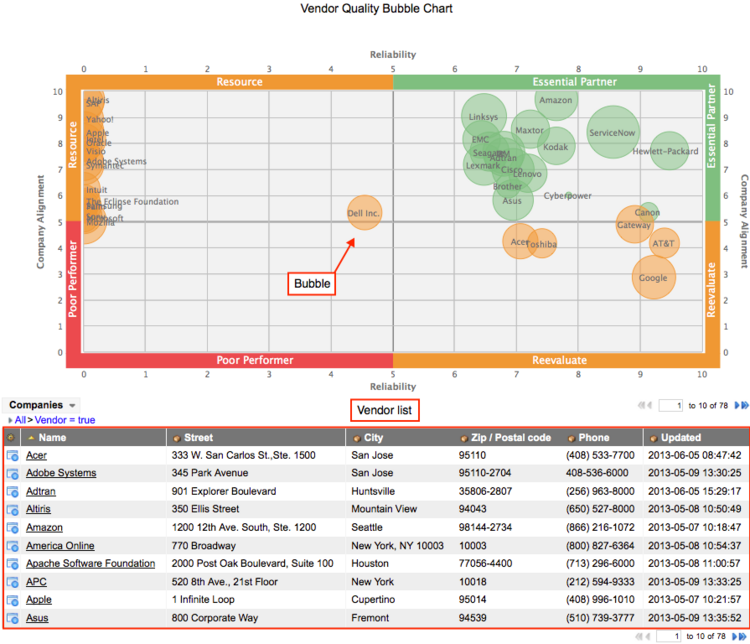 Vendor Quality Bubble Chart
Reliability
0 1 2 3 4 5 6 7 8 9 10
Resource Essential Partner
10 10
9 9
8 8
7 7
6 6
5 5
4 4
3 3
2 2
1 1
0 0
Company Alignment
Resource
Poor Performer
Essential Partner
Reevaluate
Company Alignment
Altiris
SAP
Yahoo!
Apple
Oracle
Visio
Adobe Systems
Symantec
Intuit
The Eclipse Foundation
Samsung
Sony
Microsoft
Mozilla
Dell Inc.
Linksys
Amazon
EMC
Maxtor
ServiceNow
Kodak
Hewlett-Packard
Seagate
IBM
Adtran
Lexmark
Cisco
Lenovo
Brother
Asus
Cyberpower
Canon
Gateway
Acer
Toshiba
AT&T
Google
Bubble
Poor Performer Reevaluate
0 1 2 3 4 5 6 7 8 9 10
Reliability
Companies
Vendor list
1 to 10 of 78
All > Vendor = true
Name Street City Zip / Postal code Phone Updated
Acer 333 W. San Carlos St.,Ste. 1500 San Jose 95110 (408) 533-7700 2013-06-05 08:47:42
Adobe Systems 345 Park Avenue San Jose 95110-2704 408-536-6000 2013-05-09 13:30:25
Adtran 901 Explorer Boulevard Huntsville 35806-2807 (256) 963-8000 2013-06-05 15:29:17
Altiris 350 Ellis Street Mountain View 94043 (650) 527-8000 2013-05-08 10:50:49
Amazon 1200 12th Ave. South, Ste. 1200 Seattle 98144-2734 (866) 216-1072 2013-05-07 10:18:47
America Online 770 Broadway New York, NY 10003 10003 (800) 827-6364 2013-05-08 10:54:37
Apache Software Foundation 2000 Post Oak Boulevard, Suite 100 Houston 77056-4400 (713) 296-6000 2013-05-08 11:00:57
APC 520 8th Ave., 21st Floor New York 10018 (212) 594-9333 2013-05-09 13:33:25
Apple 1 Infinite Loop Cupertino 95014 (408) 996-1010 2013-05-07 10:21:57
Asus 800 Corporate Way Fremont 94539 (510) 739-3777 2013-05-09 13:35:52
1 to 10 of 78